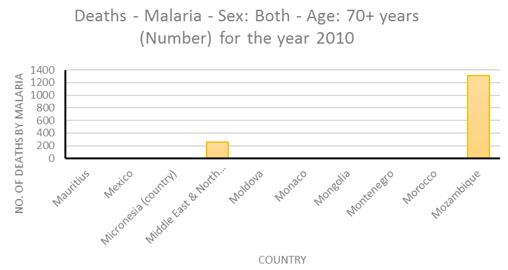 Deaths - Malaria - Sex: Both - Age: 70+ years
(Number) for the year 2010
NO. OF DEATHS BY MALARIA
1400
1200
1000
800
600
400
200
0
Mauritius
Mexico
Micronesia (country)
Middle East & North...
Moldova
Monaco
Mongolia
Montenegro
Morocco
Mozambique
COUNTRY